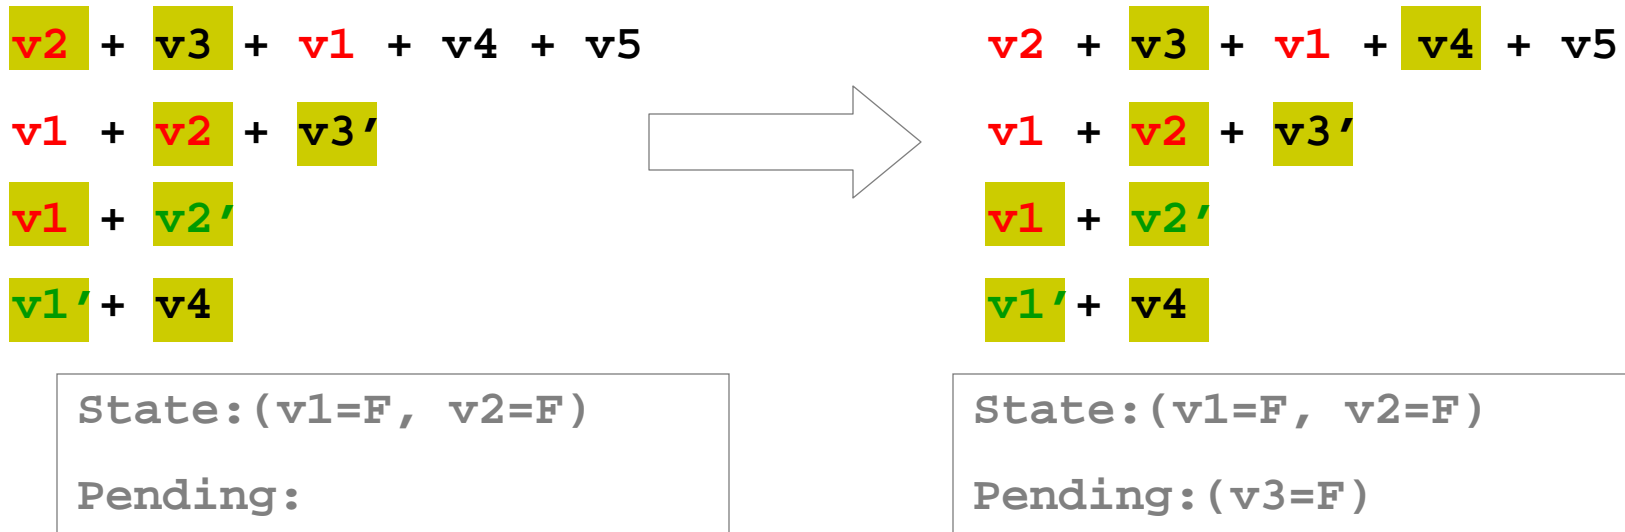 v2 + v3 + v1 + v4 + v5
v1 + v2 + v3'
v1 + v2'
v1' + v4
State:(v1=F, v2=F)
Pending:
v2 + v3 + v1 + v4 + v5
v1 + v2 + v3'
v1 + v2'
v1' + v4
State:(v1=F, v2=F)
Pending:(v3=F)